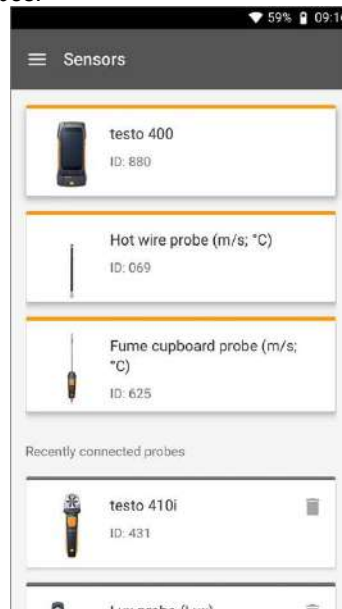 59% 09:14
Sensors
testo 400
ID: 880
Hot wire probe (m/s; °C)
ID: 069
Fume cupboard probe (m/s;
°C)
ID: 625
Recently connected probes
testo 410i
ID: 431